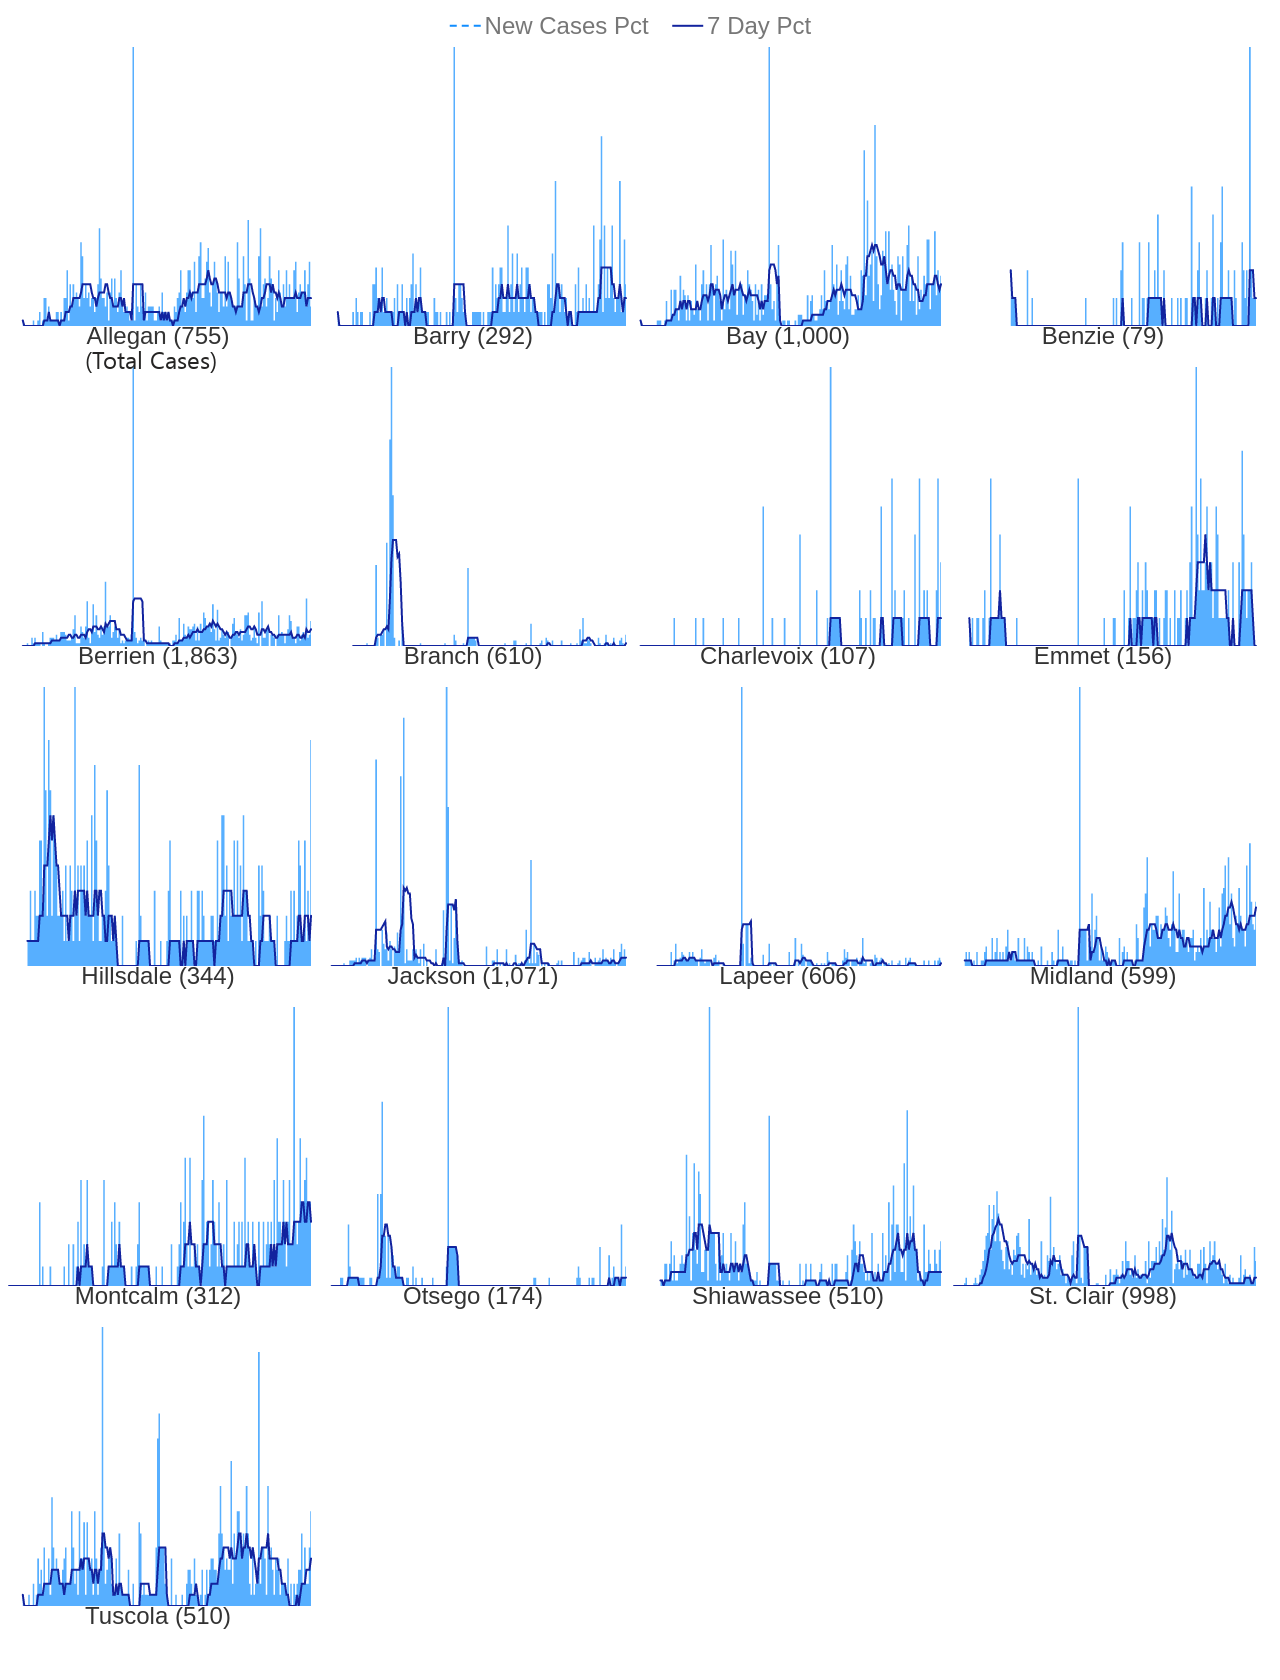 New Cases Pct 7 Day Pct
Allegan (755) Barry (292) Bay (1,000) Benzie (79)
(Total Cases)
Berrien (1,863) Branch (610) Charlevoix (107) Emmet (156)
Hillsdale (344) Jackson (1,071) Lapeer (606) Midland (599)
Montcalm (312) Otsego (174) Shiawassee (510) St. Clair (998)
Tuscola (510)